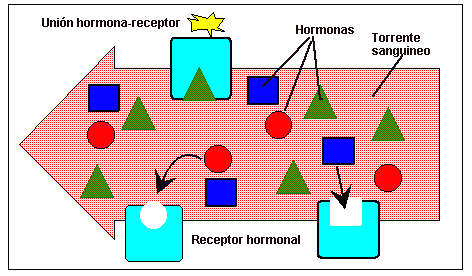 Unión hormona-receptor
Hormonas
Torrente
sanguineo
Receptor hormonal